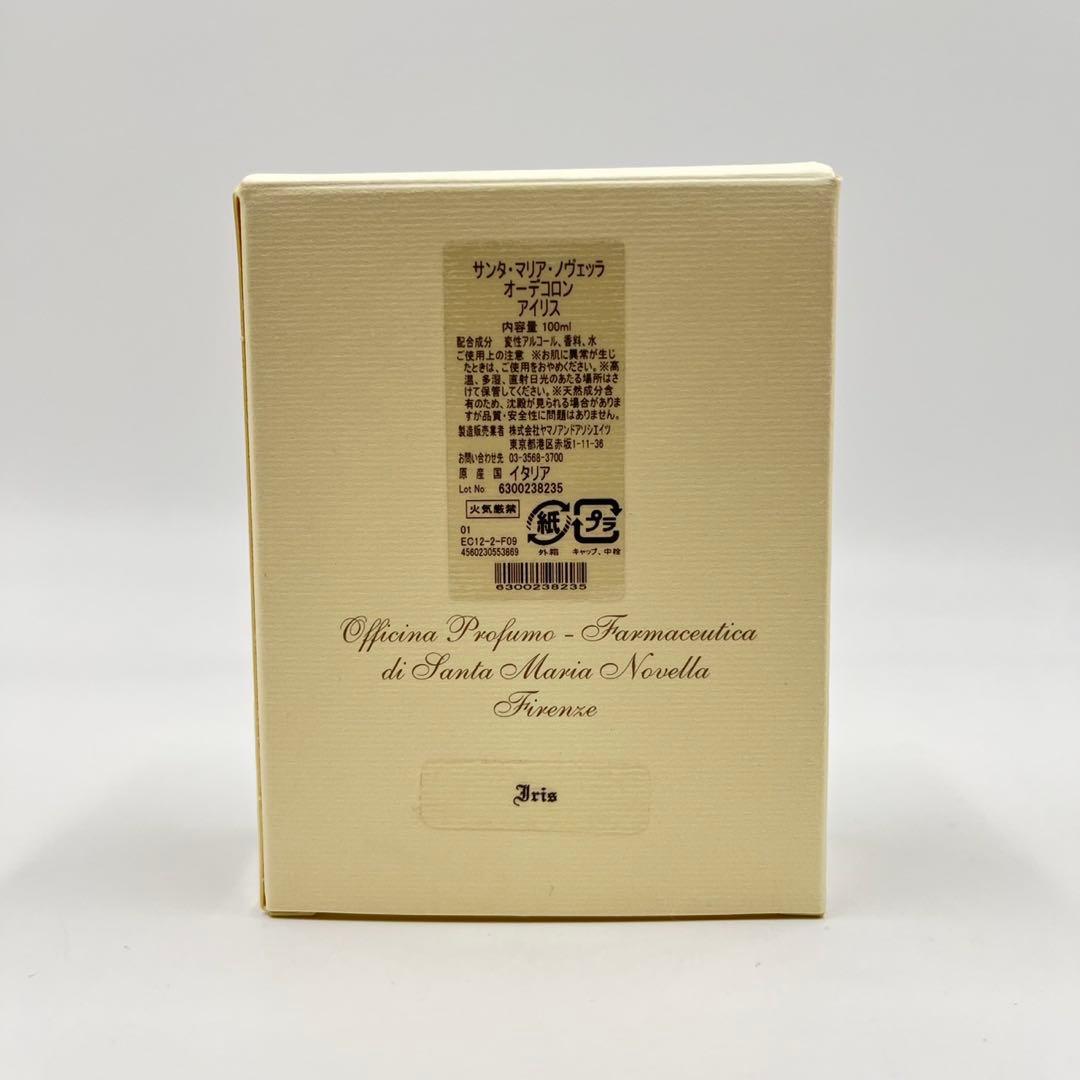 サンタ・マリア・ノヴェッラ
オーデコロン
アイリス
内容量 100ml
配合成分 変性アルコール、香料、水
ご使用上の注意 ※お肌に異常が生じ
たときは、ご使用をおやめください。※高
温、多湿、直射日光のあたる場所はさ
けて保管してください。※天然成分含
有のため、沈殿が見られる場合がありま
すが品質・安全性に問題はありません。
製造販売業者 株式会社ヤマノアンドアソシエイツ
東京都港区赤坂1-11-36
お問い合わせ先 03-3568-3700
原産国 イタリア
Lot No: 6300238235
火気厳禁
紙 プラ
01
EC12-2-F09
4560230553869 外箱 キャップ、中栓
6300238235
Officina Profumo - Farmaceutica
di Santa Maria Novella
Firenze
Iris